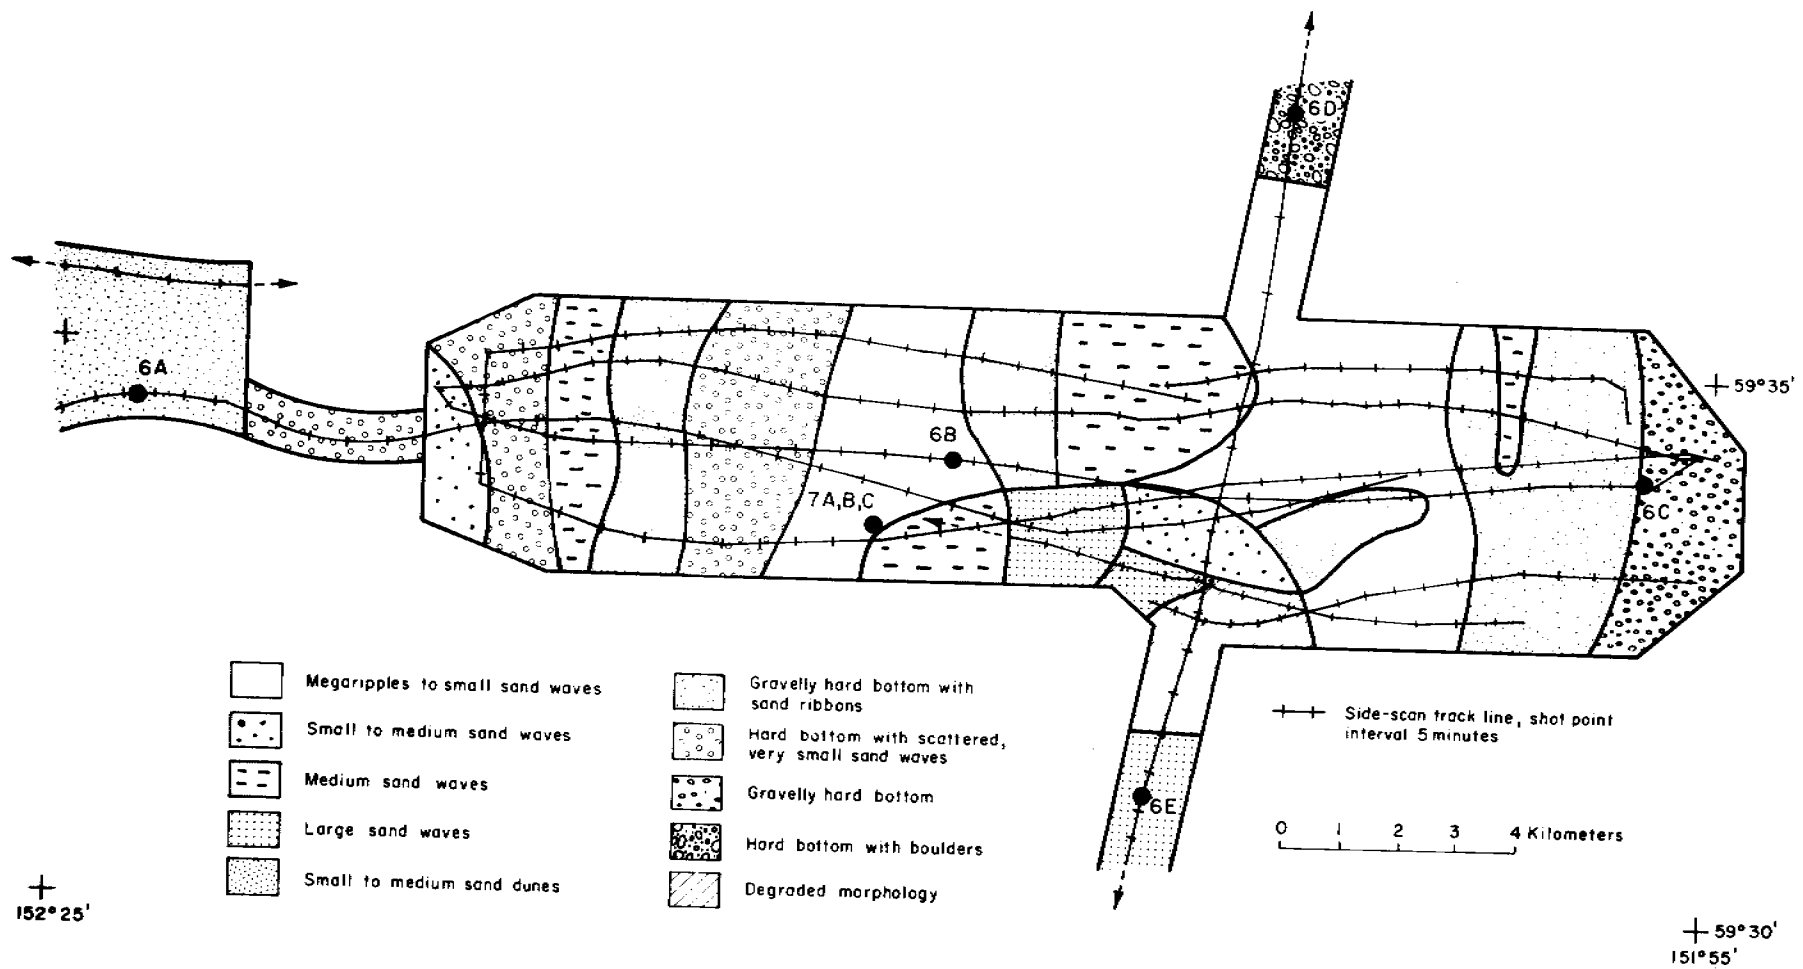 6D
6A
59°35'
6B
7A,B,C
6C
Megaripples to small sand waves
Small to medium sand waves
Medium sand waves
Large sand waves
Small to medium sand dunes
Gravelly hard bottom with
sand ribbons
Hard bottom with scattered,
very small sand waves
Gravelly hard bottom
Hard bottom with boulders
Degraded morphology
6E
Side-scan track line, shot point
interval 5 minutes
0 1 2 3 4 Kilometers
152°25'
59°30'
151°55'